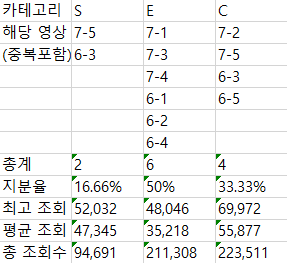 카테고리 S E C
해당 영상 7-5 7-1 7-2
(중복포함) 6-3 7-3 7-5
7-4 6-3
6-1 6-5
6-2
6-4
총계 2 6 4
지분율 16.66% 50% 33.33%
최고 조회 52,032 48,046 69,972
평균 조회 47,345 35,218 55,877
총 조회수 94,691 211,308 223,511